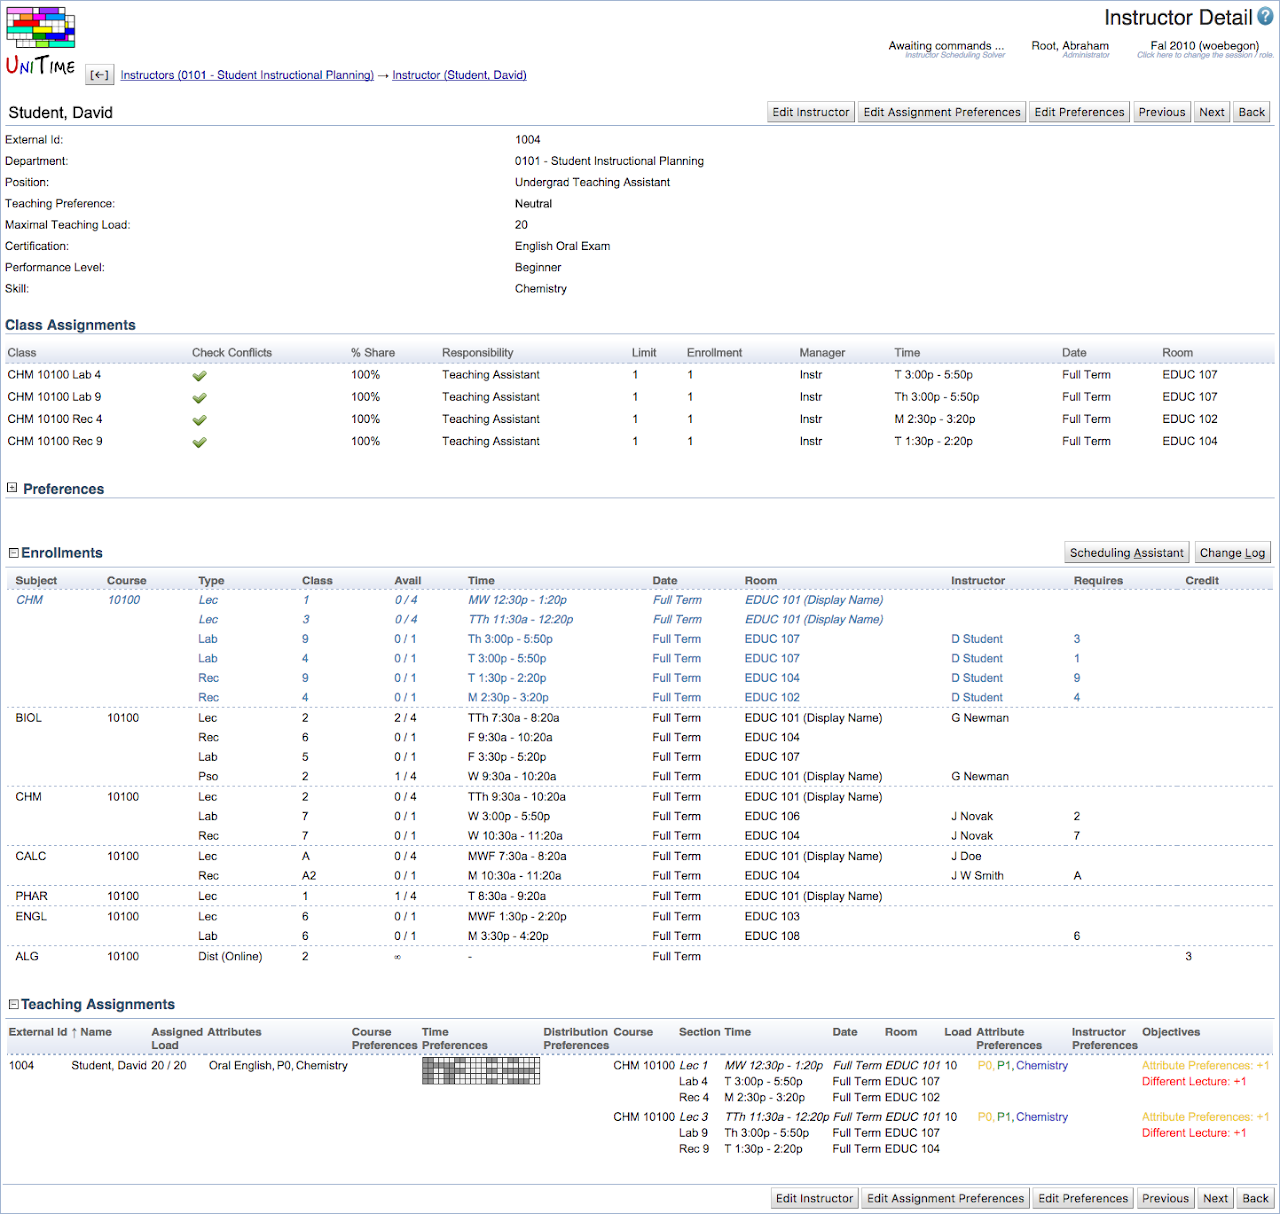 Instructor Detail ?
UNITIME
Awaiting commands ... Root, Abraham Fal 2010 (woebegon)
Instructor Scheduling Solver Administrator Click here to change the session / role.
[←] Instructors (0101 - Student Instructional Planning) → Instructor (Student, David)
Student, David Edit Instructor Edit Assignment Preferences Edit Preferences Previous Next Back
External Id: 1004
Department: 0101 - Student Instructional Planning
Position: Undergrad Teaching Assistant
Teaching Preference: Neutral
Maximal Teaching Load: 20
Certification: English Oral Exam
Performance Level: Beginner
Skill: Chemistry
Class Assignments
Class Check Conflicts % Share Responsibility Limit Enrollment Manager Time Date Room
CHM 10100 Lab 4 100% Teaching Assistant 1 1 Instr T 3:00p - 5:50p Full Term EDUC 107
CHM 10100 Lab 9 100% Teaching Assistant 1 1 Instr Th 3:00p - 5:50p Full Term EDUC 107
CHM 10100 Rec 4 100% Teaching Assistant 1 1 Instr M 2:30p - 3:20p Full Term EDUC 102
CHM 10100 Rec 9 100% Teaching Assistant 1 1 Instr T 1:30p - 2:20p Full Term EDUC 104
Preferences
Enrollments Scheduling Assistant Change Log
Subject Course Type Class Avail Time Date Room Instructor Requires Credit
CHM 10100 Lec 1 0 / 4 MW 12:30p - 1:20p Full Term EDUC 101 (Display Name)
Lec 3 0 / 4 TTh 11:30a - 12:20p Full Term EDUC 101 (Display Name)
Lab 9 0 / 1 Th 3:00p - 5:50p Full Term EDUC 107 D Student 3
Lab 4 0 / 1 T 3:00p - 5:50p Full Term EDUC 107 D Student 1
Rec 9 0 / 1 T 1:30p - 2:20p Full Term EDUC 104 D Student 9
Rec 4 0 / 1 M 2:30p - 3:20p Full Term EDUC 102 D Student 4
BIOL 10100 Lec 2 2 / 4 TTh 7:30a - 8:20a Full Term EDUC 101 (Display Name) G Newman
Rec 6 0 / 1 F 9:30a - 10:20a Full Term EDUC 104
Lab 5 0 / 1 F 3:30p - 5:20p Full Term EDUC 107
Pso 2 1 / 4 W 9:30a - 10:20a Full Term EDUC 101 (Display Name) G Newman
CHM 10100 Lec 2 0 / 4 TTh 9:30a - 10:20a Full Term EDUC 101 (Display Name)
Lab 7 0 / 1 W 3:00p - 5:50p Full Term EDUC 106 J Novak 2
Rec 7 0 / 1 W 10:30a - 11:20a Full Term EDUC 104 J Novak 7
CALC 10100 Lec A 0 / 4 MWF 7:30a - 8:20a Full Term EDUC 101 (Display Name) J Doe
Rec A2 0 / 1 M 10:30a - 11:20a Full Term EDUC 104 J W Smith A
PHAR 10100 Lec 1 1 / 4 T 8:30a - 9:20a Full Term EDUC 101 (Display Name)
ENGL 10100 Lec 6 0 / 1 MWF 1:30p - 2:20p Full Term EDUC 103
Lab 6 0 / 1 M 3:30p - 4:20p Full Term EDUC 108 6
ALG 10100 Dist (Online) 2 ∞ - Full Term 3
Teaching Assignments
External Id ↑ Name Assigned Attributes Course Time Distribution Course Section Time Date Room Load Attribute Instructor Objectives
Load Preferences Preferences Preferences Preferences Preferences
1004 Student, David 20 / 20 Oral English, P0, Chemistry CHM 10100 Lec 1 MW 12:30p - 1:20p Full Term EDUC 101 10 P0, P1, Chemistry Attribute Preferences: +1
Lab 4 T 3:00p - 5:50p Full Term EDUC 107 Different Lecture: +1
Rec 4 M 2:30p - 3:20p Full Term EDUC 102
CHM 10100 Lec 3 TTh 11:30a - 12:20p Full Term EDUC 101 10 P0, P1, Chemistry Attribute Preferences: +1
Lab 9 Th 3:00p - 5:50p Full Term EDUC 107 Different Lecture: +1
Rec 9 T 1:30p - 2:20p Full Term EDUC 104
Edit Instructor Edit Assignment Preferences Edit Preferences Previous Next Back